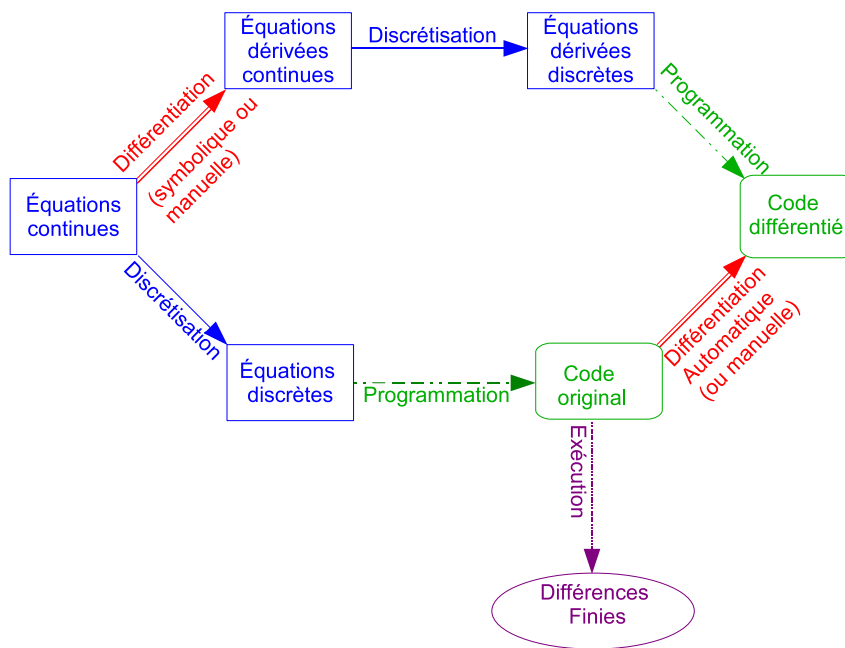 Équations
dérivées
continues
Discrétisation
Équations
dérivées
discrètes
Différentiation
(symbolique ou
manuelle)
Programmation
Équations
continues
Code
différentié
Discrétisation
Différentiation
Automatique
(ou manuelle)
Équations
discrètes
Programmation
Code
original
Exécution
Différences
Finies